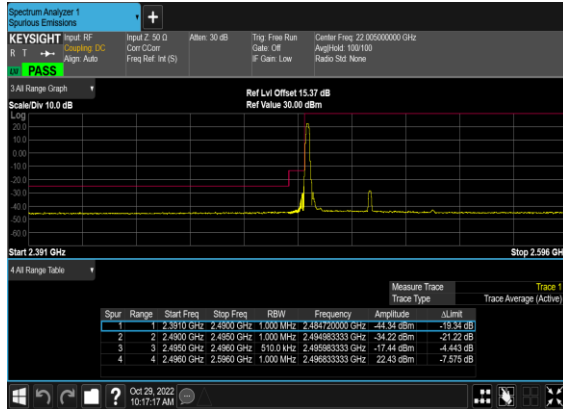 Spectrum Analyzer 1
Spurious Emissions
KEYSIGHT Input: RF Input Z: 50 Ω Atten: 30 dB Trig: Free Run Center Freq: 22.005000000 GHz
R T Coupling: DC Corr CCorr Gate: Off Avg|Hold: 100/100
Align: Auto Freq Ref: Int (S) IF Gain: Low Radio Std: None
PASS
3 All Range Graph Ref Lvl Offset 15.37 dB
Scale/Div 10.0 dB Ref Value 30.00 dBm
Log
20.0
10.0
0.00
-10.0
-20.0
-30.0
-40.0
-50.0
-60.0
Start 2.391 GHz Stop 2.596 GH
4 All Range Table
Measure Trace Trace 1
Trace Type Trace Average (Active)
Spur Range Start Freq Stop Freq RBW Frequency Amplitude ΔLimit
1 1 2.3910 GHz 2.4900 GHz 1.000 MHz 2.484720000 GHz -44.34 dBm -19.34 dB
2 2 2.4900 GHz 2.4950 GHz 1.000 MHz 2.494983333 GHz -34.22 dBm -21.22 dB
3 3 2.4950 GHz 2.4960 GHz 510.0 kHz 2.495983333 GHz -17.44 dBm -4.443 dB
4 4 2.4960 GHz 2.5960 GHz 1.000 MHz 2.496833333 GHz 22.43 dBm -7.575 dB
? Oct 29, 2022
10:17:17 AM